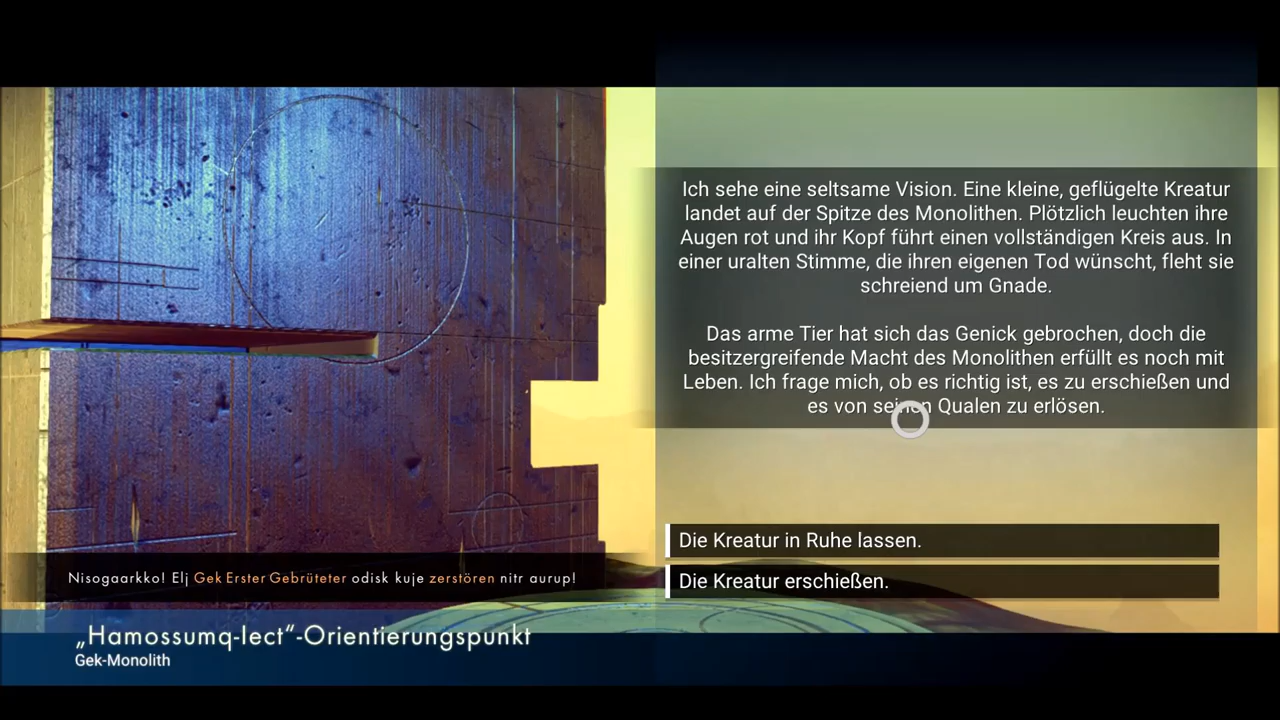 Ich sehe eine seltsame Vision. Eine kleine, geflügelte Kreatur
landet auf der Spitze des Monolithen. Plötzlich leuchten ihre
Augen rot und ihr Kopf führt einen vollständigen Kreis aus. In
einer uralten Stimme, die ihren eigenen Tod wünscht, fleht sie
schreiend um Gnade.
Das arme Tier hat sich das Genick gebrochen, doch die
besitzergreifende Macht des Monolithen erfüllt es noch mit
Leben. Ich frage mich, ob es richtig ist, es zu erschießen und
es von seinen Qualen zu erlösen.
Die Kreatur in Ruhe lassen.
Die Kreatur erschießen.
Nisogaarkko! Elj Gek Erster Gebrüteter odisk kuje zerstören nitr aurup!
„Hamossumq-lect“-Orientierungspunkt
Gek-Monolith